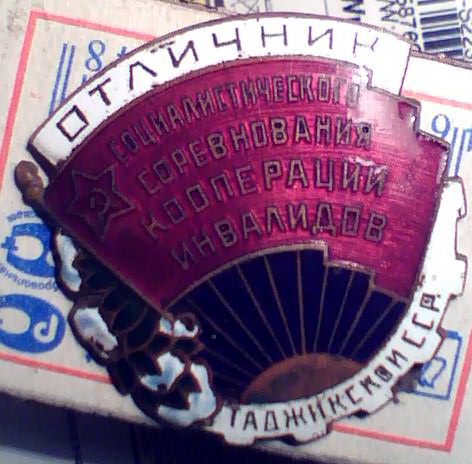 ОТЛИЧНИК
СОЦИАЛИСТИЧЕСКОГО
СОРЕВНОВАНИЯ
КООПЕРАЦИИ
ИНВАЛИДОВ
ТАДЖИКСКОЙ ССР.